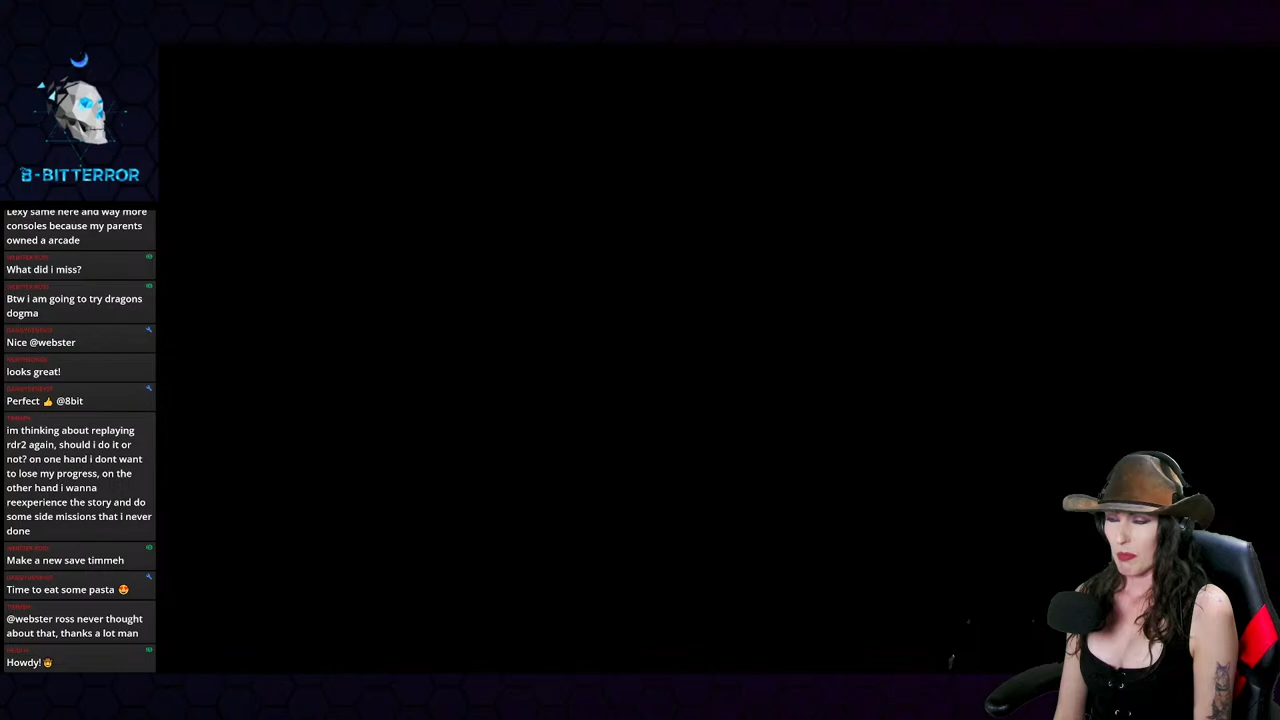 8-BITTERROR
Lexy same here and way more
consoles because my parents
owned a arcade
What did i miss?
Btw i am going to try dragons
dogma
Nice @webster
looks great!
Perfect 👍 @8bit
im thinking about replaying
rdr2 again, should i do it or
not? on one hand i dont want
to lose my progress, on the
other hand i wanna
reexperience the story and do
some side missions that i never
done
Make a new save timmeh
Time to eat some pasta 😍
@webster ross never thought
about that, thanks a lot man
Howdy!🤠